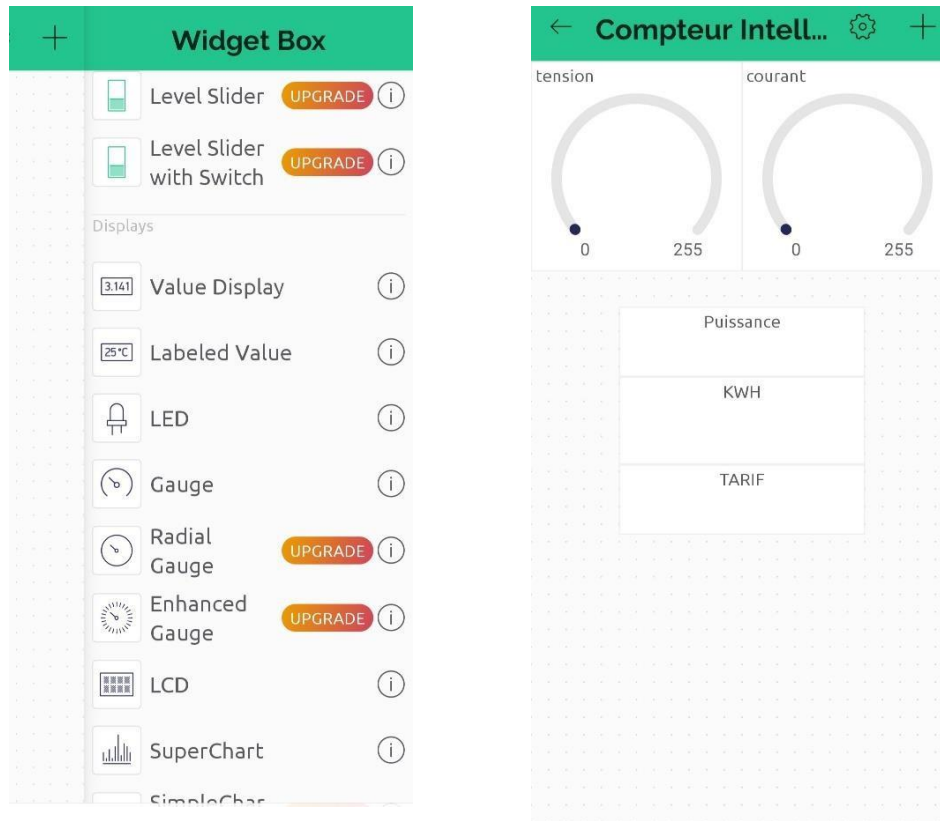 Widget Box
Level Slider UPGRADE i
Level Slider
with Switch UPGRADE i
Displays
3.141 Value Display i
25°C Labeled Value i
LED i
Gauge i
Radial
Gauge UPGRADE i
Enhanced
Gauge UPGRADE i
LCD i
SuperChart i
Compteur Intell...
tension courant
0 255 0 255
Puissance
KWH
TARIF